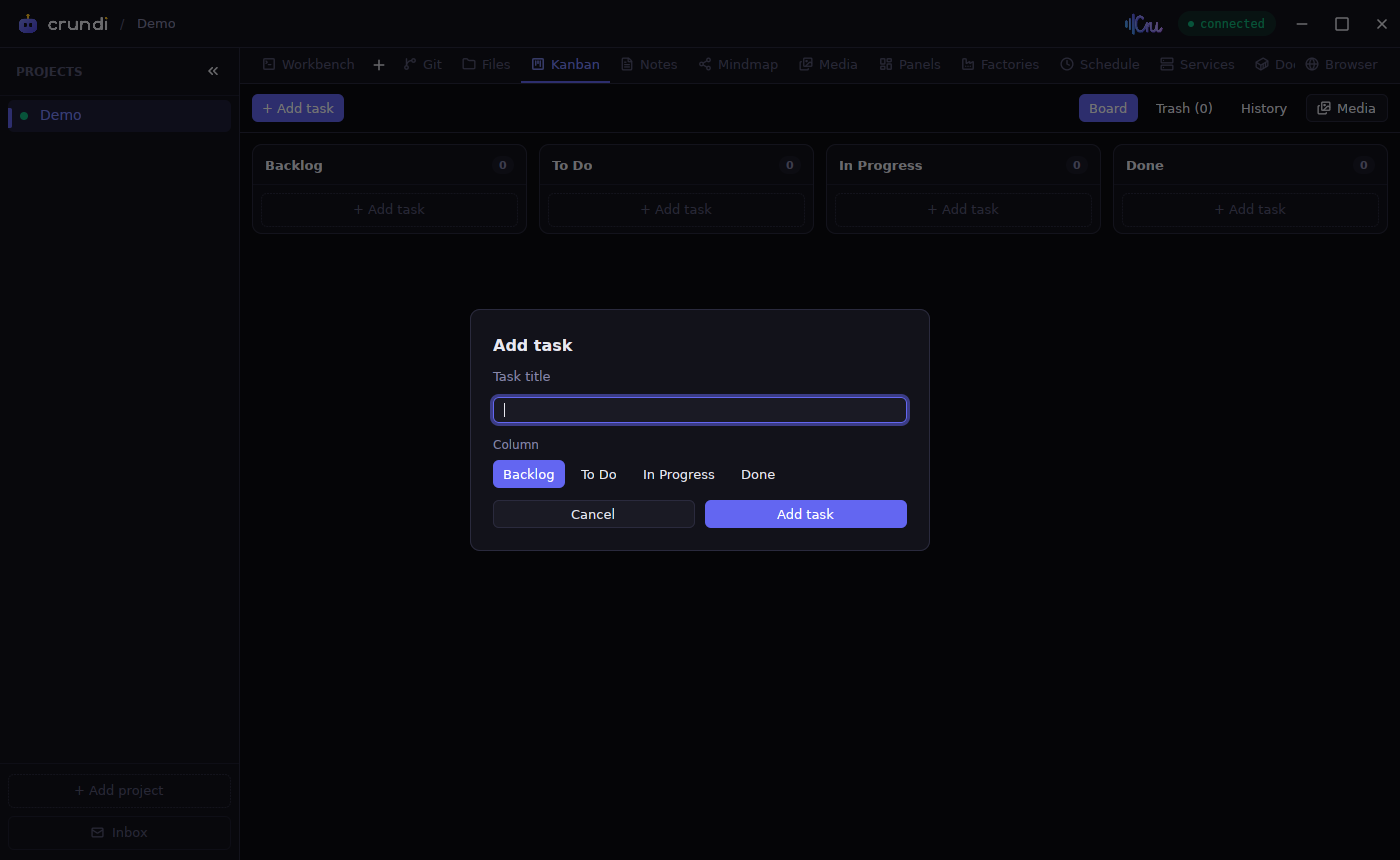 crundi / Demo
Cru
connected
PROJECTS
Demo
Workbench + Git Files Kanban Notes Mindmap Media Panels Factories Schedule Services Doc Browser
+ Add task
Board Trash (0) History Media
Backlog 0
To Do 0
In Progress 0
Done 0
+ Add task
+ Add task
+ Add task
+ Add task
Add task
Task title
Column
Backlog To Do In Progress Done
Cancel Add task
+ Add project
Inbox